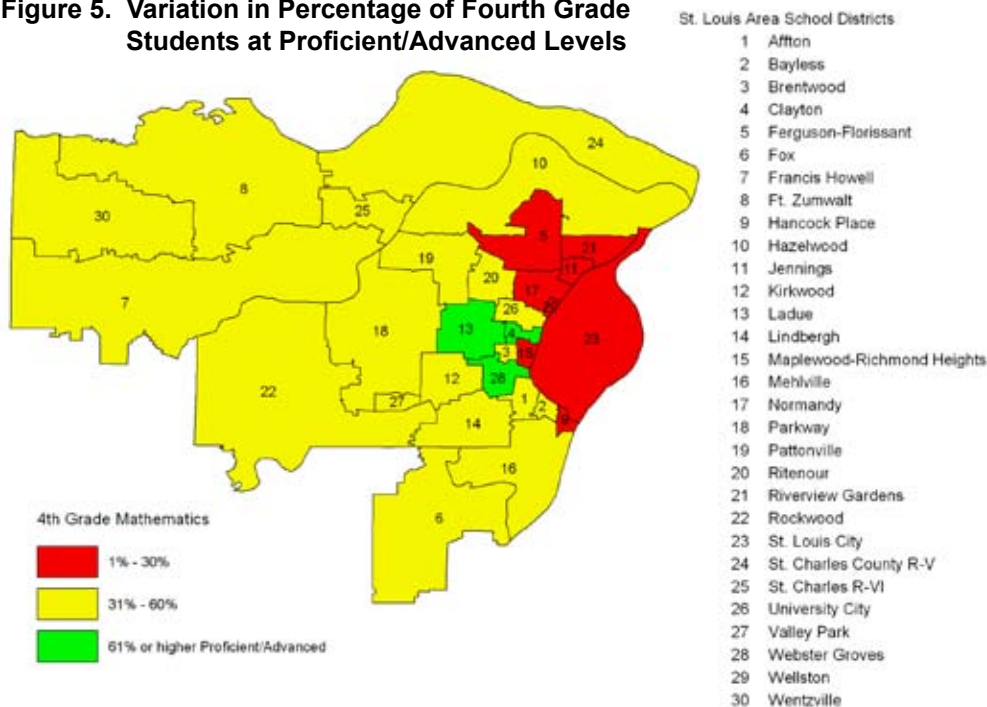 Figure 5. Variation in Percentage of Fourth Grade
Students at Proficient/Advanced Levels
St. Louis Area School Districts
1 Affton
2 Bayless
3 Brentwood
4 Clayton
5 Ferguson-Florissant
6 Fox
7 Francis Howell
8 Ft. Zumwalt
9 Hancock Place
10 Hazelwood
11 Jennings
12 Kirkwood
13 Ladue
14 Lindbergh
15 Maplewood-Richmond Heights
16 Mehlville
17 Normandy
18 Parkway
19 Pattonville
20 Ritenour
21 Riverview Gardens
22 Rockwood
23 St. Louis City
24 St. Charles County R-V
25 St. Charles R-VI
26 University City
27 Valley Park
28 Webster Groves
29 Wellston
30 Wentzville
24
10
8
25
30
5
21
19
11
20
17
7
29
26
13
4
18
23
3
15
12
28
22
27
1
2
14
9
16
6
4th Grade Mathematics
1% - 30%
31% - 60%
61% or higher Proficient/Advanced